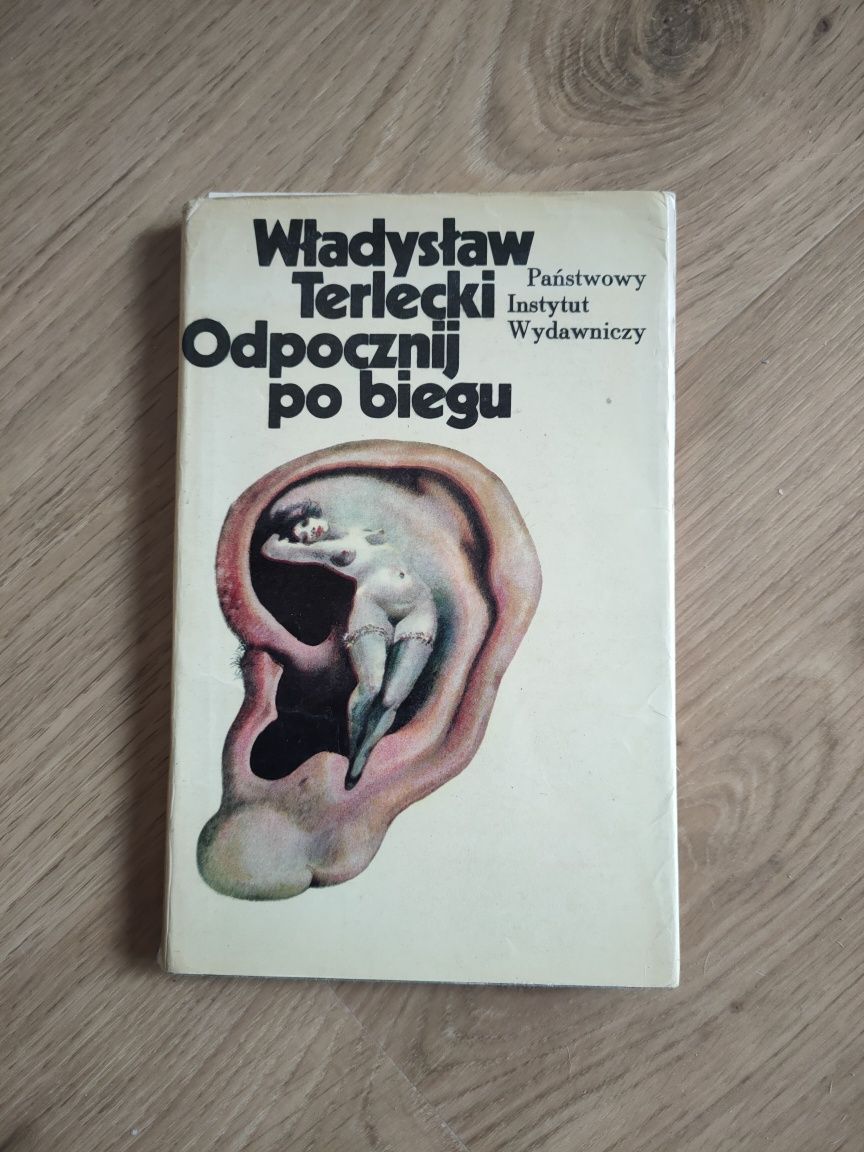 Władysław
Terlecki
Odpocznij
po biegu
Państwowy
Instytut
Wydawniczy